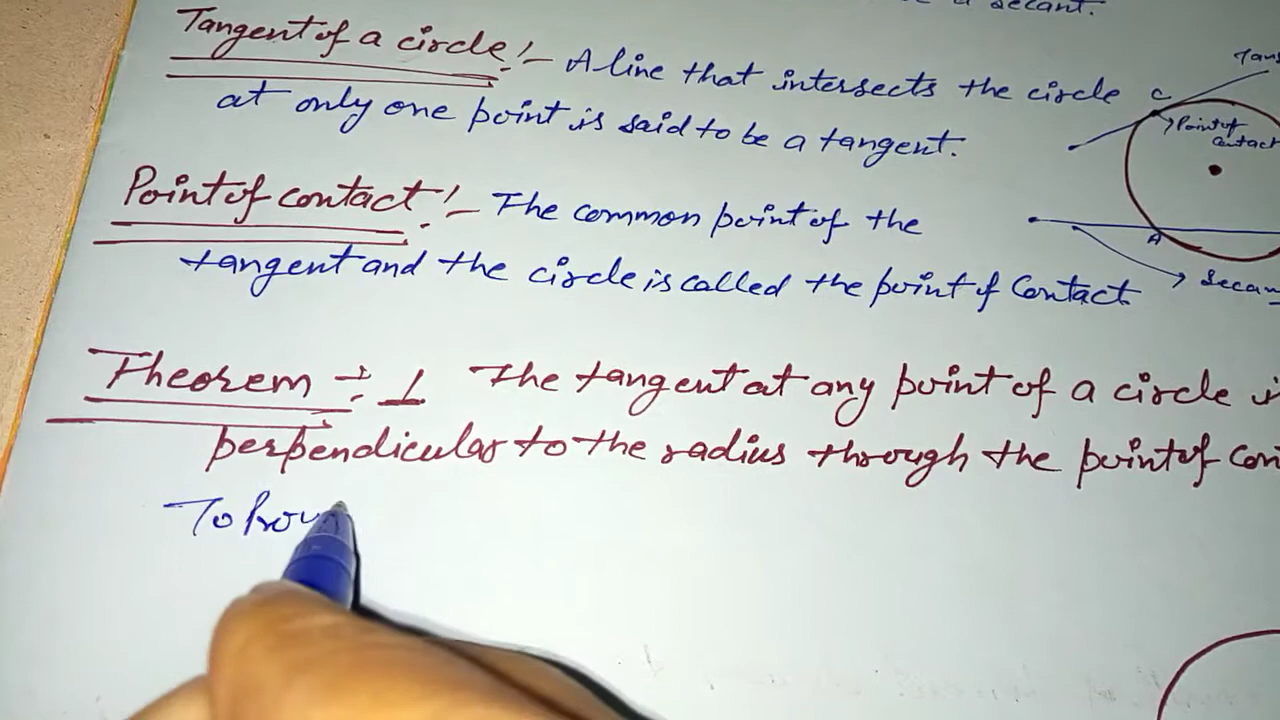 a secant.
Tangent of a circle :- A line that intersects the circle
at only one point is said to be a tangent.
Point of contact :- The common point of the
tangent and the circle is called the point of Contact
Theorem :- 1 The tangent at any point of a circle
perpendicular to the radius through the point of
To
C
Point of
Contact
A